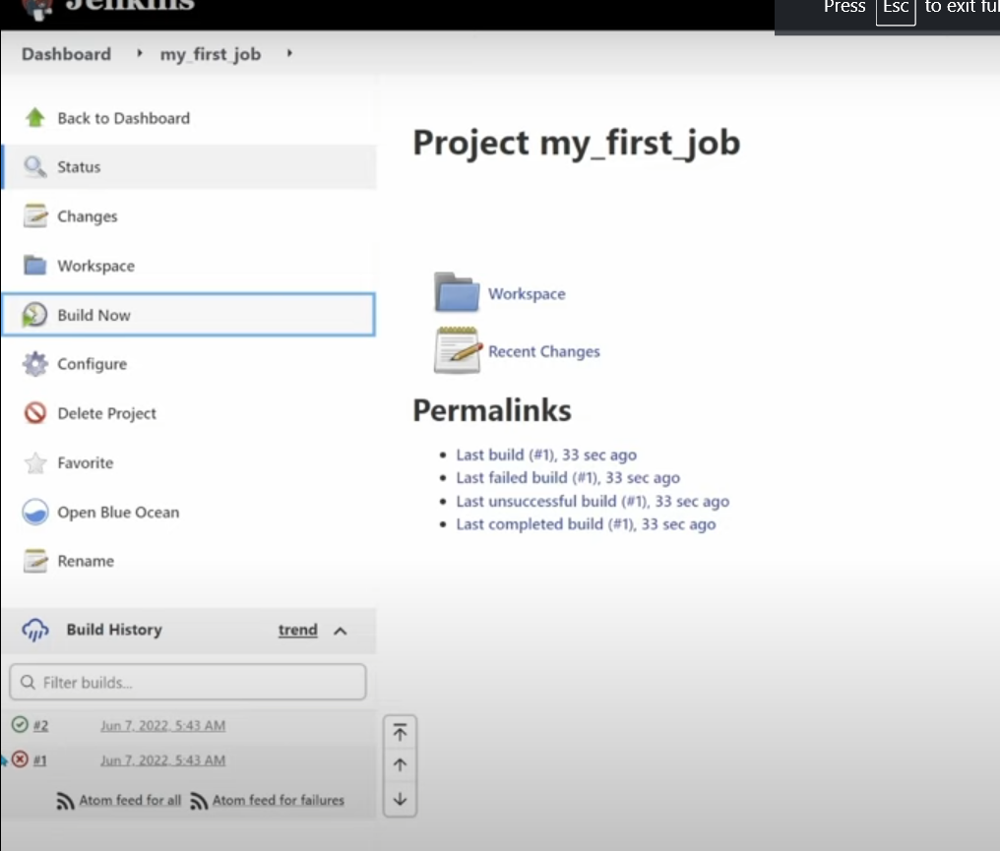 Jenkins
Press Esc to exit ful
Dashboard
my_first_job
Back to Dashboard
Status
Changes
Workspace
Build Now
Configure
Delete Project
Favorite
Open Blue Ocean
Rename
Build History trend
Filter builds...
#2 Jun 7, 2022, 5:43 AM
#1 Jun 7, 2022, 5:43 AM
Atom feed for all Atom feed for failures
Project my_first_job
Workspace
Recent Changes
Permalinks
Last build (#1), 33 sec ago
Last failed build (#1), 33 sec ago
Last unsuccessful build (#1), 33 sec ago
Last completed build (#1), 33 sec ago